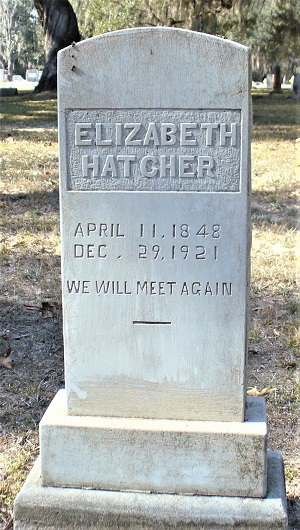 ELIZABETH
HATCHER
APRIL 11, 1848
DEC. 29, 1921
WE WILL MEET AGAIN